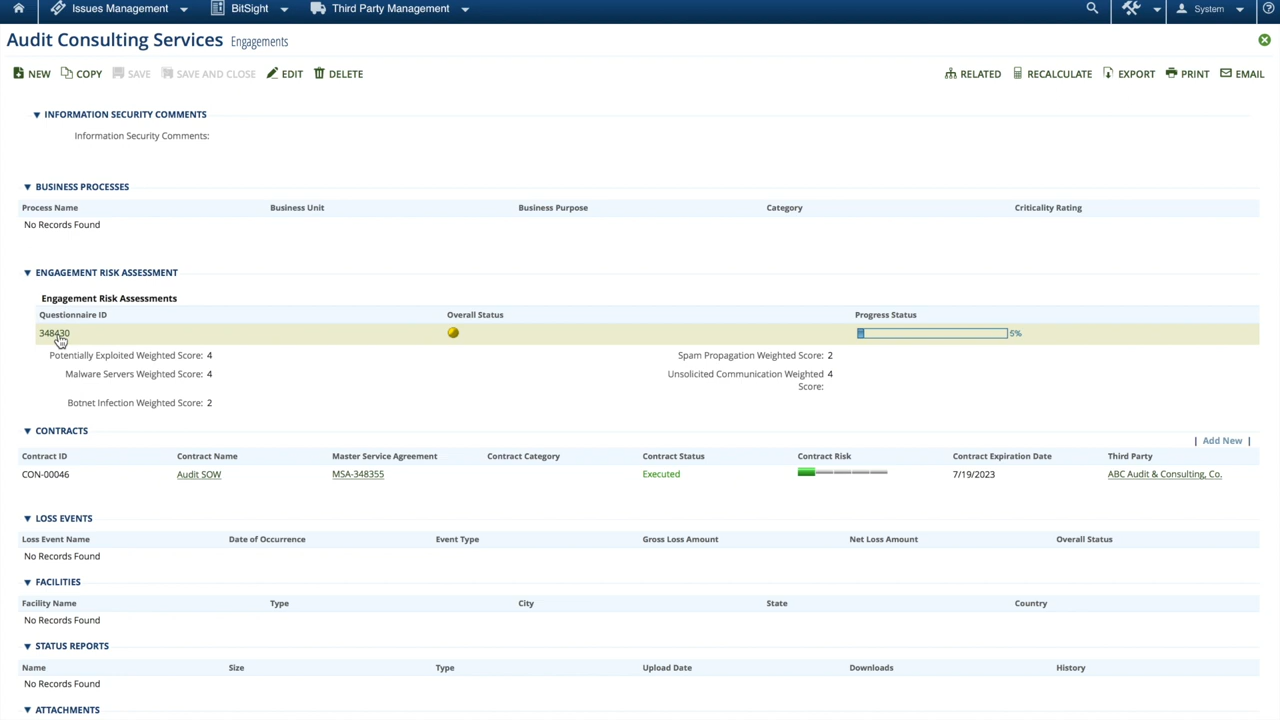 Issues Management BitSight Third Party Management System
Audit Consulting Services Engagements
NEW COPY SAVE SAVE AND CLOSE EDIT DELETE RELATED RECALCULATE EXPORT PRINT EMAIL
INFORMATION SECURITY COMMENTS
Information Security Comments:
BUSINESS PROCESSES
Process Name Business Unit Business Purpose Category Criticality Rating
No Records Found
ENGAGEMENT RISK ASSESSMENT
Engagement Risk Assessments
Questionnaire ID Overall Status Progress Status
348430 5%
Potentially Exploited Weighted Score: 4 Spam Propagation Weighted Score: 2
Malware Servers Weighted Score: 4 Unsolicited Communication Weighted 4
Score:
Botnet Infection Weighted Score: 2
CONTRACTS
| Add New |
Contract ID Contract Name Master Service Agreement Contract Category Contract Status Contract Risk Contract Expiration Date Third Party
CON-00046 Audit SOW MSA-348355 Executed 7/19/2023 ABC Audit & Consulting, Co.
LOSS EVENTS
Loss Event Name Date of Occurrence Event Type Gross Loss Amount Net Loss Amount Overall Status
No Records Found
FACILITIES
Facility Name Type City State Country
No Records Found
STATUS REPORTS
Name Size Type Upload Date Downloads History
No Records Found
ATTACHMENTS